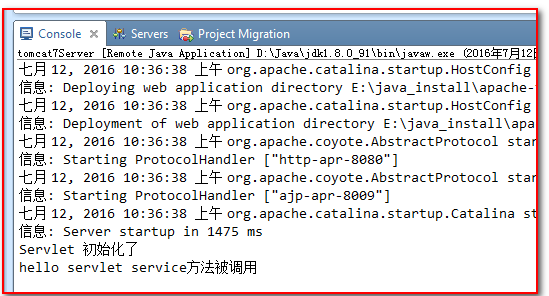 Console Servers Project Migration
tomcat7Server [Remote Java Application] D:\Java\jdk1.8.0_91\bin\javaw.exe (2016年7月12
七月 12, 2016 10:36:38 上午 org.apache.catalina.startup.HostConfig
信息: Deploying web application directory E:\java_install\apache-
七月 12, 2016 10:36:38 上午 org.apache.catalina.startup.HostConfig
信息: Deployment of web application directory E:\java_install\apa
七月 12, 2016 10:36:38 上午 org.apache.coyote.AbstractProtocol star
信息: Starting ProtocolHandler ["http-apr-8080"]
七月 12, 2016 10:36:38 上午 org.apache.coyote.AbstractProtocol star
信息: Starting ProtocolHandler ["ajp-apr-8009"]
七月 12, 2016 10:36:38 上午 org.apache.catalina.startup.Catalina st
信息: Server startup in 1475 ms
Servlet 初始化了
hello servlet service方法被调用